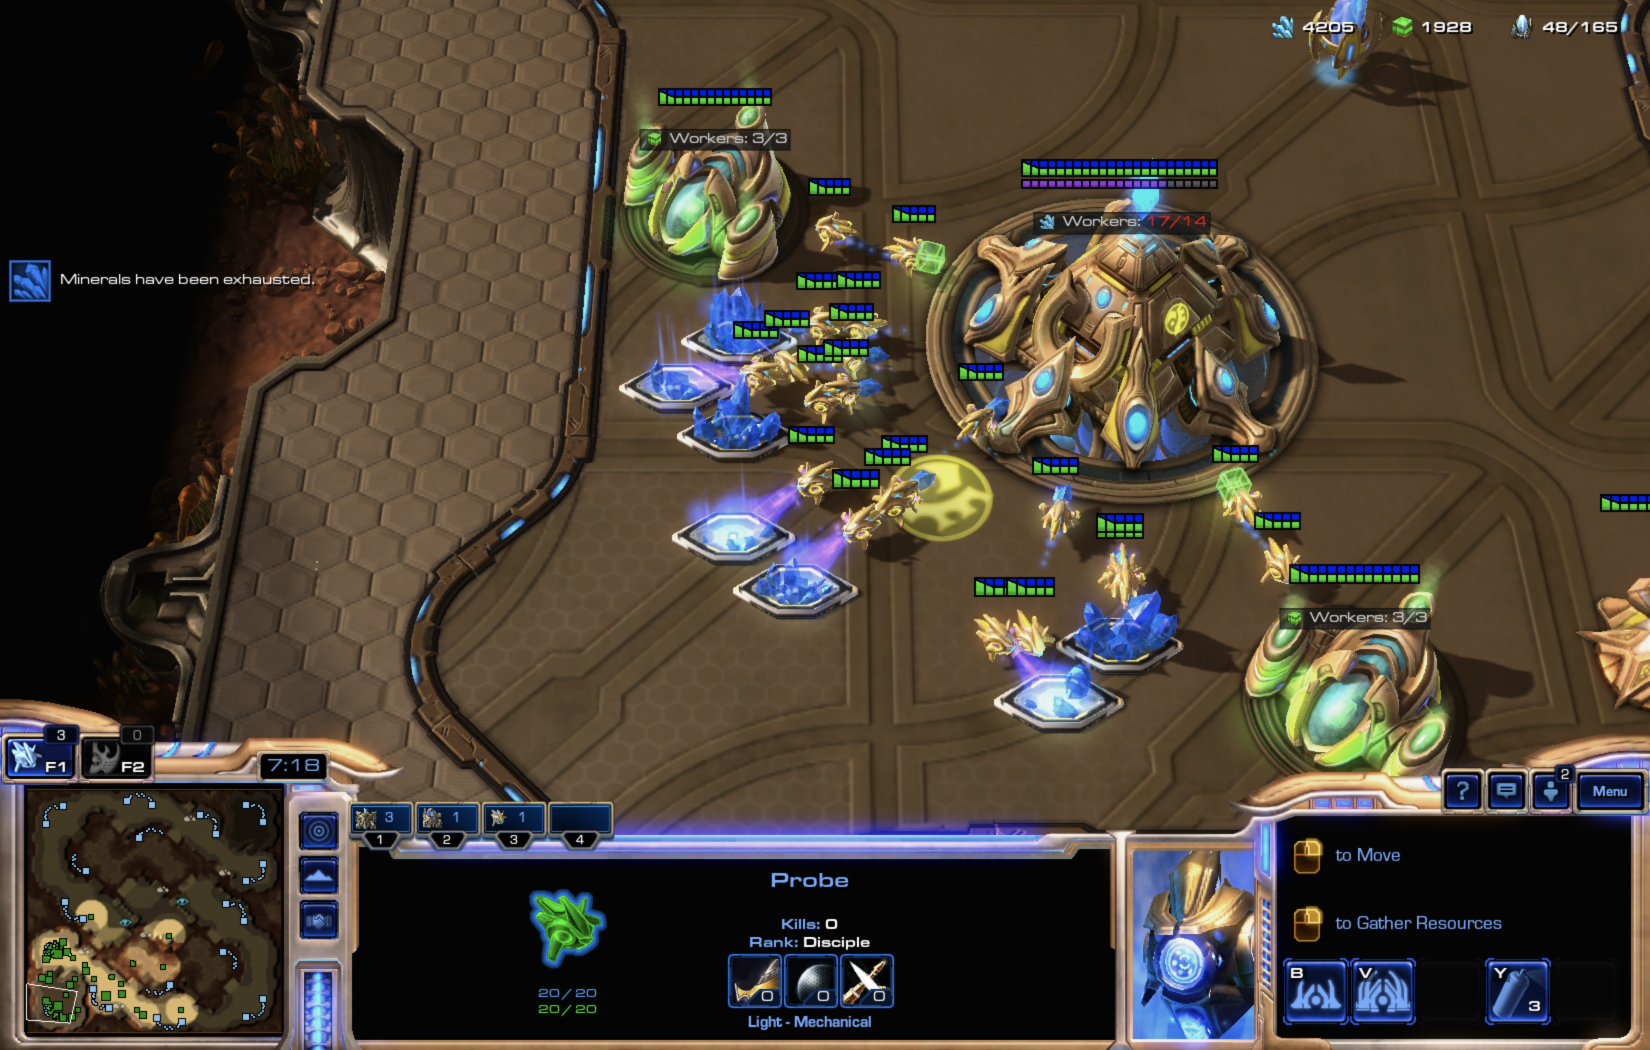 4205 1928 48/165
Workers: 3/3
Workers: 17/14
Minerals have been exhausted.
Workers: 3/3
3 0
F1 F2
7:18
2
? Menu
3 1 1
1 2 3 4
Probe
Kills: 0
Rank: Disciple
0 0 0
20/20
20/20
Light - Mechanical
to Move
to Gather Resources
B V Y
3